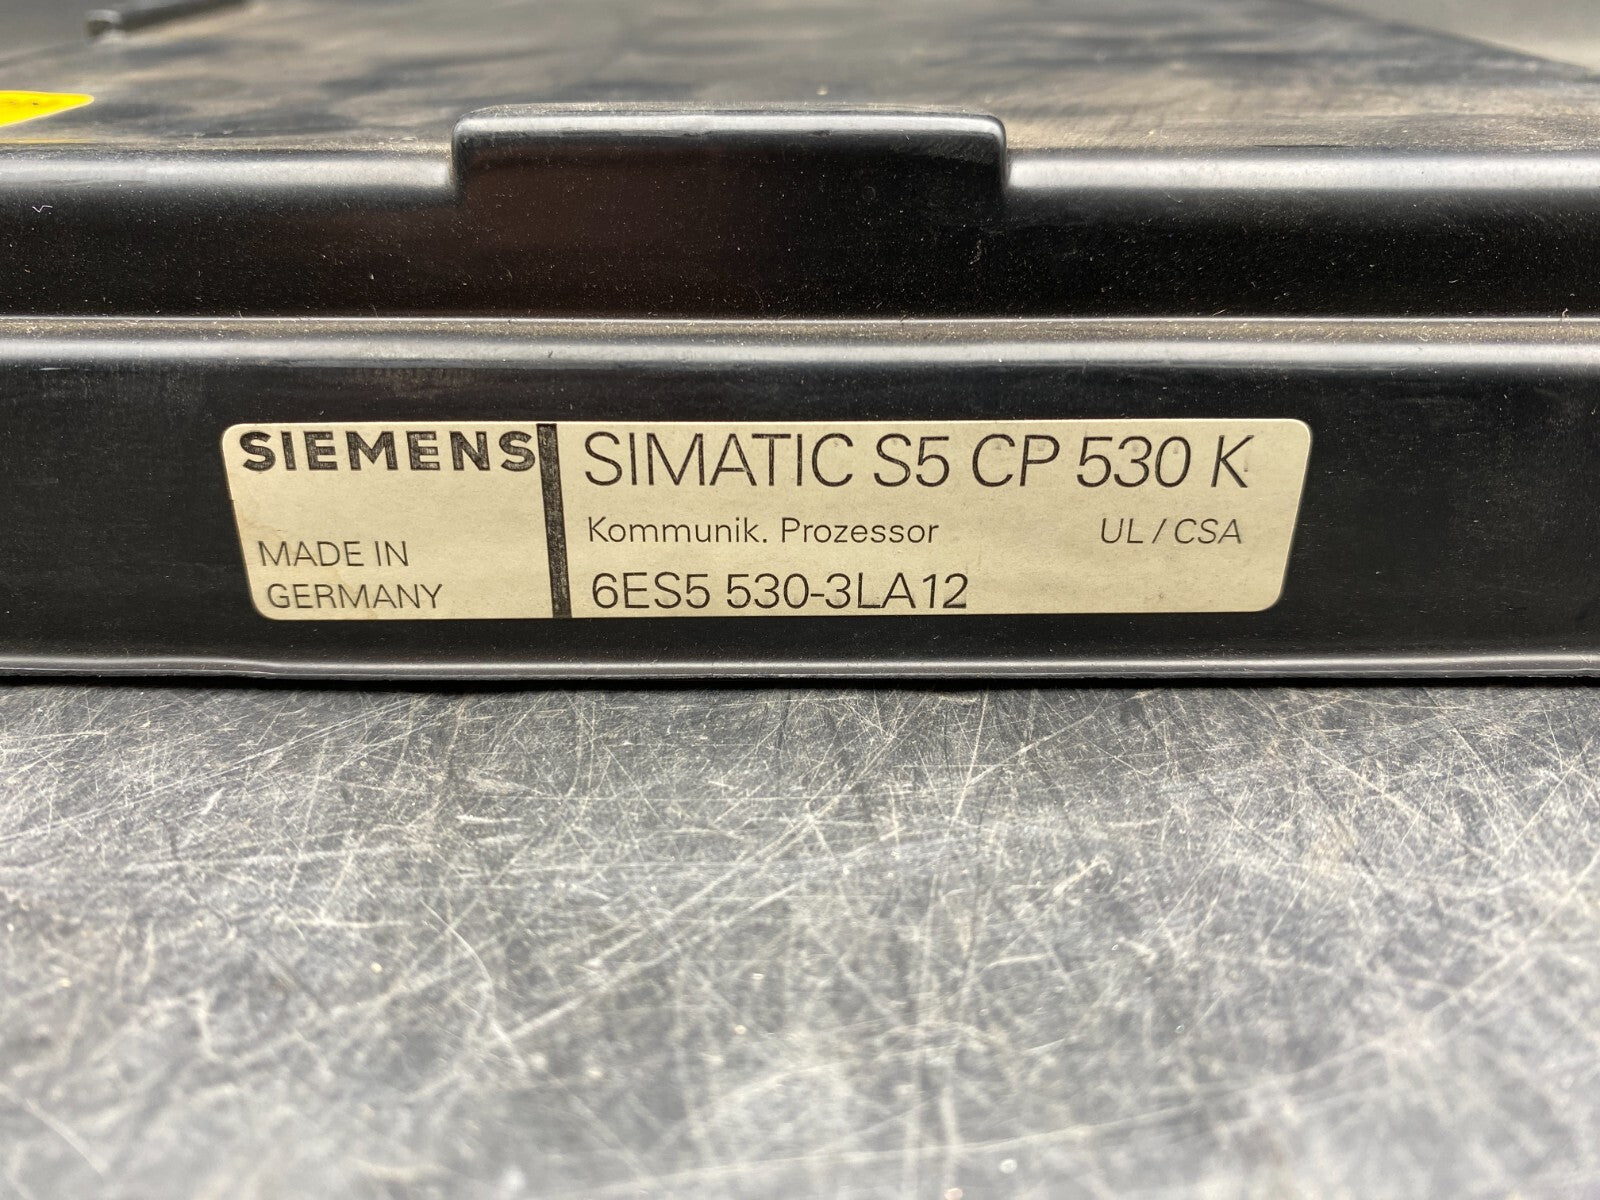 SIEMENS
MADE IN
GERMANY
SIMATIC S5 CP 530 K
Kommunik. Prozessor UL / CSA
6ES5 530-3LA12